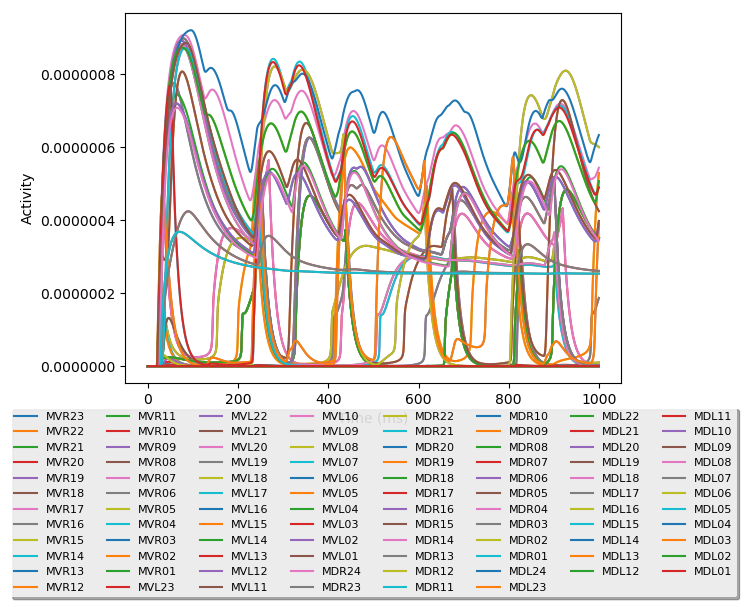 Activity
0.0000008
0.0000006
0.0000004
0.0000002
0.0000000
0 200 400 600 800 1000
time (ms)
MVR23 MVR11 MVL22 MVL10 MDR22 MDR10 MDL22 MDL11
MVR22 MVR10 MVL21 MVL09 MDR21 MDR09 MDL21 MDL10
MVR21 MVR09 MVL20 MVL08 MDR20 MDR08 MDL20 MDL09
MVR20 MVR08 MVL19 MVL07 MDR19 MDR07 MDL19 MDL08
MVR19 MVR07 MVL18 MVL06 MDR18 MDR06 MDL18 MDL07
MVR18 MVR06 MVL17 MVL05 MDR17 MDR05 MDL17 MDL06
MVR17 MVR05 MVL16 MVL04 MDR16 MDR04 MDL16 MDL05
MVR16 MVR04 MVL15 MVL03 MDR15 MDR03 MDL15 MDL04
MVR15 MVR03 MVL14 MVL02 MDR14 MDR02 MDL14 MDL03
MVR14 MVR02 MVL13 MVL01 MDR13 MDR01 MDL13 MDL02
MVR13 MVR01 MVL12 MDR24 MDR12 MDL24 MDL12 MDL01
MVR12 MVL23 MVL11 MDR23 MDR11 MDL23